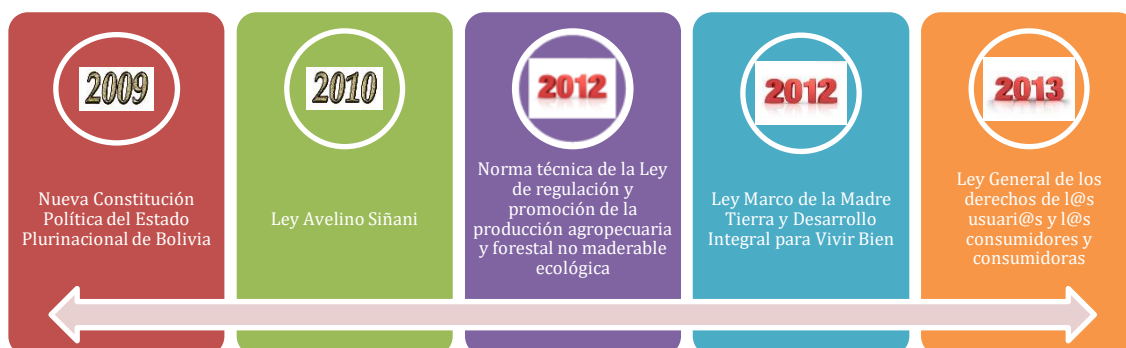 2009
Nueva Constitución
Política del Estado
Plurinacional de Bolivia
2010
Ley Avelino Siñani
2012
Norma técnica de la Ley
de regulación y
promoción de la
producción agropecuaria
y forestal no maderable
ecológica
2012
Ley Marco de la Madre
Tierra y Desarrollo
Integral para Vivir Bien
2013
Ley General de los
derechos de l@s
usuari@s y l@s
consumidores y
consumidoras